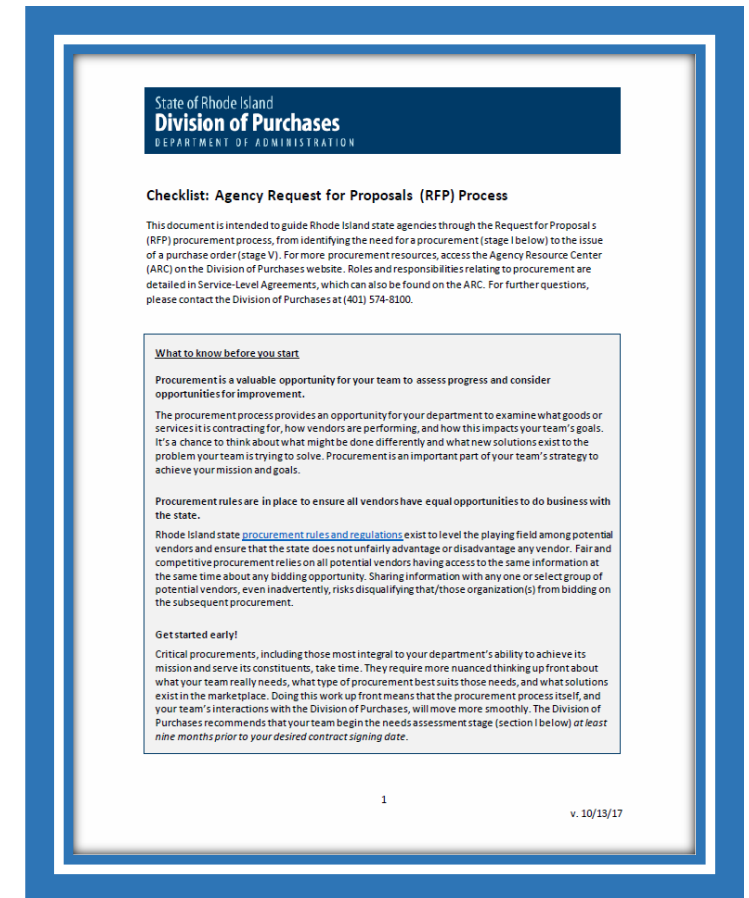 State of Rhode Island
Division of Purchases
DEPARTMENT OF ADMINISTRATION
Checklist: Agency Request for Proposals (RFP) Process
This document is intended to guide Rhode Island state agencies through the Request for Proposals
(RFP) procurement process, from identifying the need for a procurement (stage I below) to the issue
of a purchase order (stage V). For more procurement resources, access the Agency Resource Center
(ARC) on the Division of Purchases website. Roles and responsibilities relating to procurement are
detailed in Service-Level Agreements, which can also be found on the ARC. For further questions,
please contact the Division of Purchases at (401) 574-8100.
What to know before you start
Procurement is a valuable opportunity for your team to assess progress and consider
opportunities for improvement.
The procurement process provides an opportunity for your department to examine what goods or
services it is contracting for, how vendors are performing, and how this impacts your team's goals.
It's a chance to think about what might be done differently and what new solutions exist to the
problem your team is trying to solve. Procurement is an important part of your team's strategy to
achieve your mission and goals.
Procurement rules are in place to ensure all vendors have equal opportunities to do business with
the state.
Rhode Island state procurement rules and regulations exist to level the playing field among potential
vendors and ensure that the state does not unfairly advantage or disadvantage any vendor. Fair and
competitive procurement relies on all potential vendors having access to the same information at
the same time about any bidding opportunity. Sharing information with any one or select group of
potential vendors, even inadvertently, risks disqualifying that/those organization(s) from bidding on
the subsequent procurement.
Get started early!
Critical procurements, including those most integral to your department's ability to achieve its
mission and serve its constituents, take time. They require more nuanced thinking up front about
what your team really needs, what type of procurement best suits those needs, and what solutions
exist in the marketplace. Doing this work up front means that the procurement process itself, and
your team's interactions with the Division of Purchases, will move more smoothly. The Division of
Purchases recommends that your team begin the needs assessment stage (section I below) at least
nine months prior to your desired contract signing date.
1
v. 10/13/17